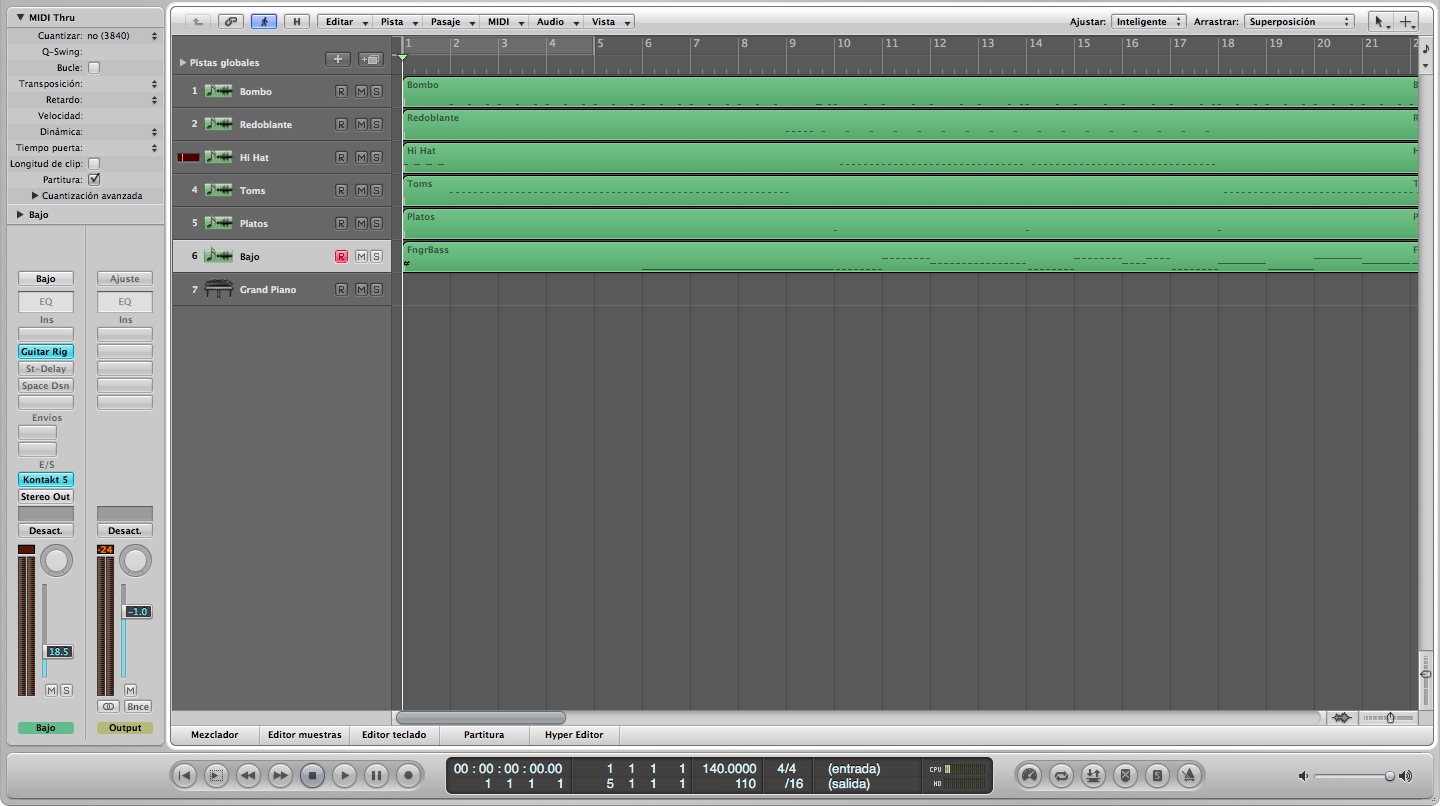 MIDI Thru
Cuantizar: no (3840)
Q-Swing:
Bucle:
Transposición:
Retardo:
Velocidad:
Dinámica:
Tiempo puerta:
Longitud de clip:
Partitura:
Cuantización avanzada
Bajo
Bajo Ajuste
EQ EQ
Ins Ins
Guitar Rig
St-Delay
Space Dsn
Envíos
E/S
Kontakt 5
Stereo Out
Desact. Desact.
-24
-1.0
18.5
M S M
Bnce
Bajo Output
H Editar Pista Pasaje MIDI Audio Vista Ajustar: Inteligente Arrastrar: Superposición
1 2 3 4 5 6 7 8 9 10 11 12 13 14 15 16 17 18 19 20 21 2
Pistas globales
1 Bombo R M S
2 Redoblante R M S
Hi Hat R M S
4 Toms R M S
5 Platos R M S
6 Bajo R M S
7 Grand Piano R M S
Bombo B
Redoblante R
Hi Hat H
Toms T
Platos P
FngrBass F
Mezclador Editor muestras Editor teclado Partitura Hyper Editor
00 : 00 : 00 : 00.00 1 1 1 1 140.0000 4/4 (entrada) CPU
1 1 1 1 5 1 1 1 110 /16 (salida) HD
S